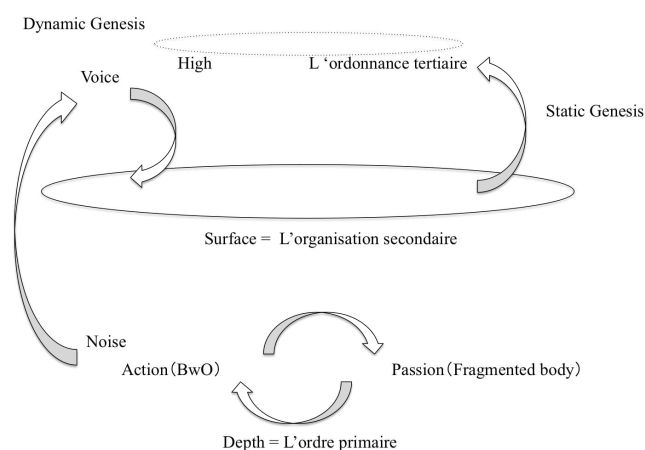 Dynamic Genesis
High
L ‘ordonnance tertiaire
Voice
Static Genesis
Surface = L’organisation secondaire
Noise
Action（BwO）
Passion（Fragmented body）
Depth = L’ordre primaire